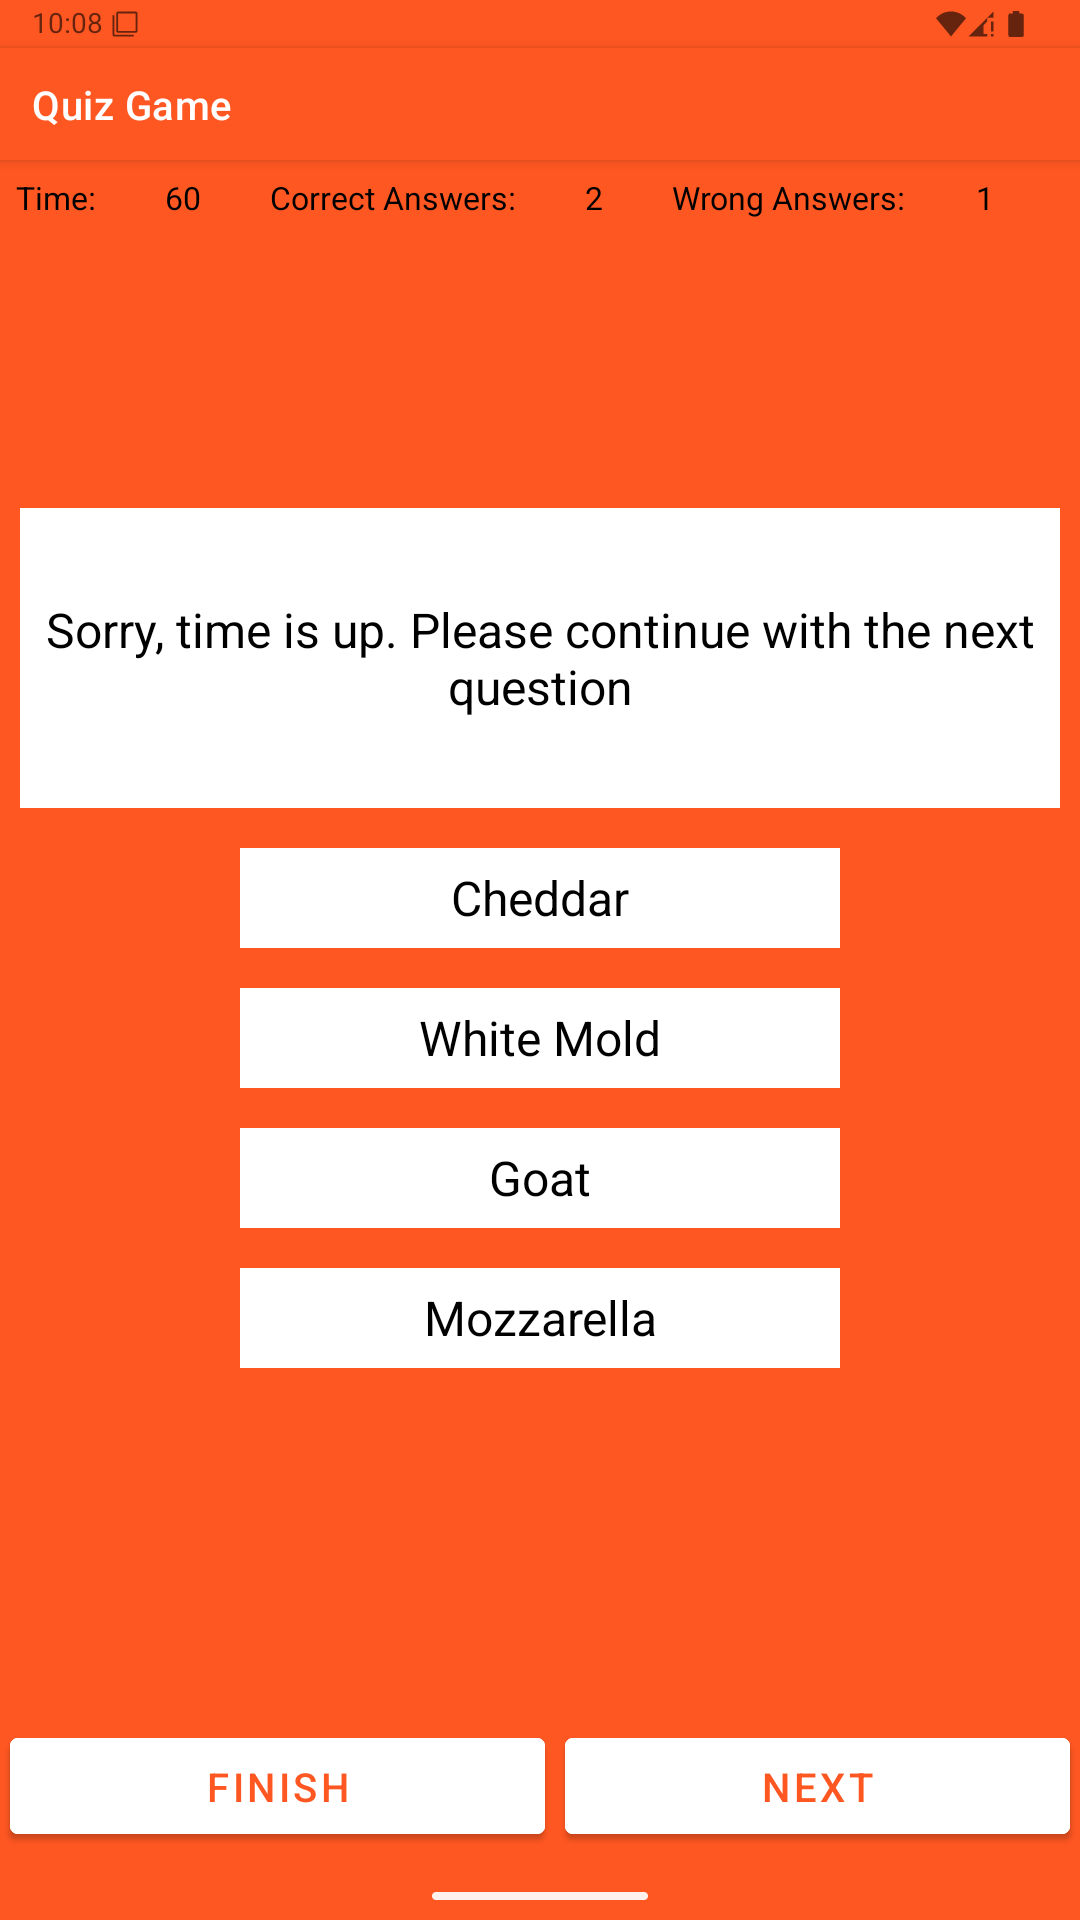 10:08
Quiz Game
Time: 60 Correct Answers: 2 Wrong Answers: 1
Sorry, time is up. Please continue with the next
question
Cheddar
White Mold
Goat
Mozzarella
FINISH NEXT